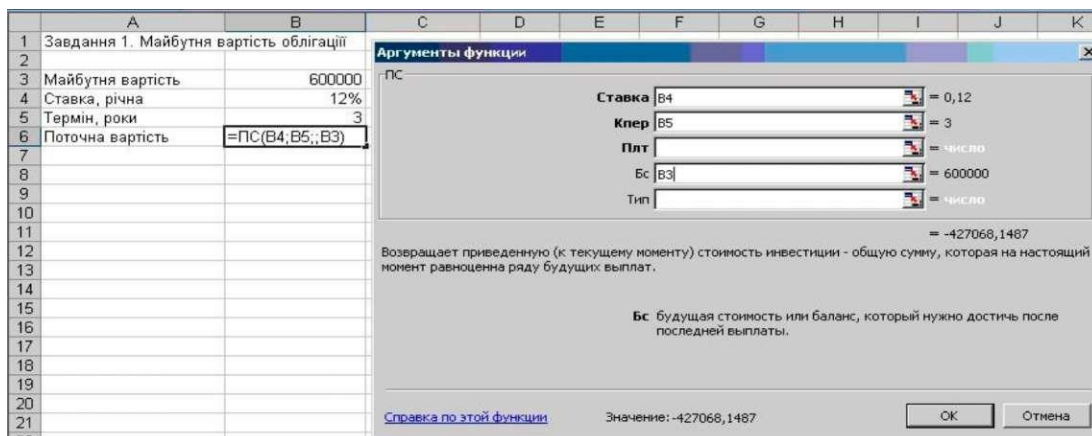 A B C D E F G H I J K
1 Завдання 1. Майбутня вартість облігаціїї
2
3 Майбутня вартість 600000
4 Ставка, річна 12%
5 Термін, роки 3
6 Поточна вартість =ПС(B4;B5;;B3)
7
8
9
10
11
12
13
14
15
16
17
18
19
20
21
Аргументы функции
ПС
Ставка B4 = 0,12
Кпер B5 = 3
Плт = число
Бс B3 = 600000
Тип = число
= -427068,1487
Возвращает приведенную (к текущему моменту) стоимость инвестиции - общую сумму, которая на настоящий
момент равноценна ряду будущих выплат.
Бс будущая стоимость или баланс, который нужно достичь после
последней выплаты.
Справка по этой функции Значение:-427068,1487 OK Отмена